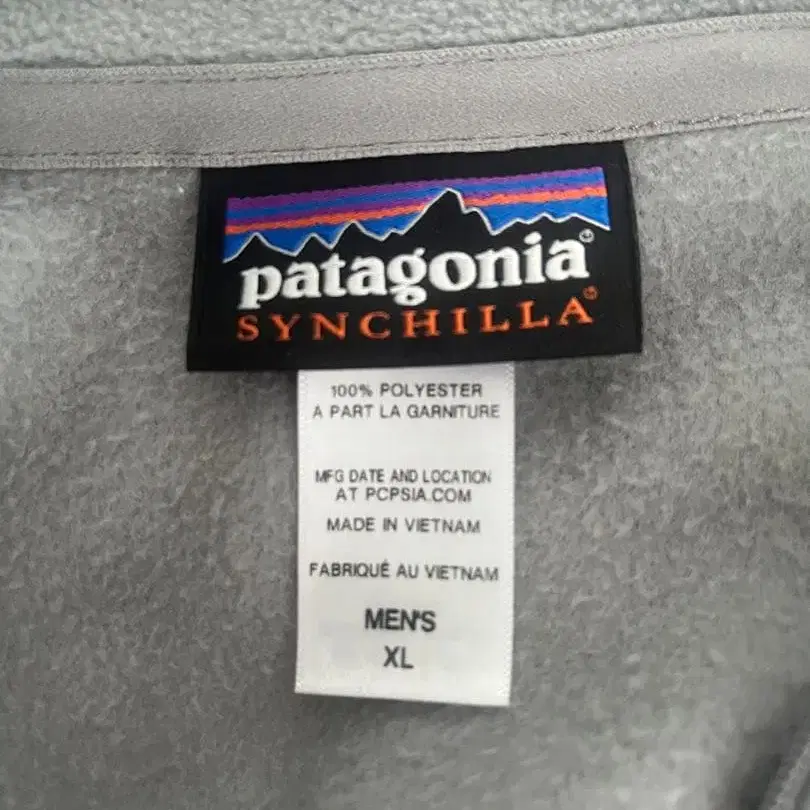 patagonia®
SYNCHILLA®
100% POLYESTER
A PART LA GARNITURE
MFG DATE AND LOCATION
AT PCPSIA.COM
MADE IN VIETNAM
FABRIQUÉ AU VIETNAM
MEN'S
XL